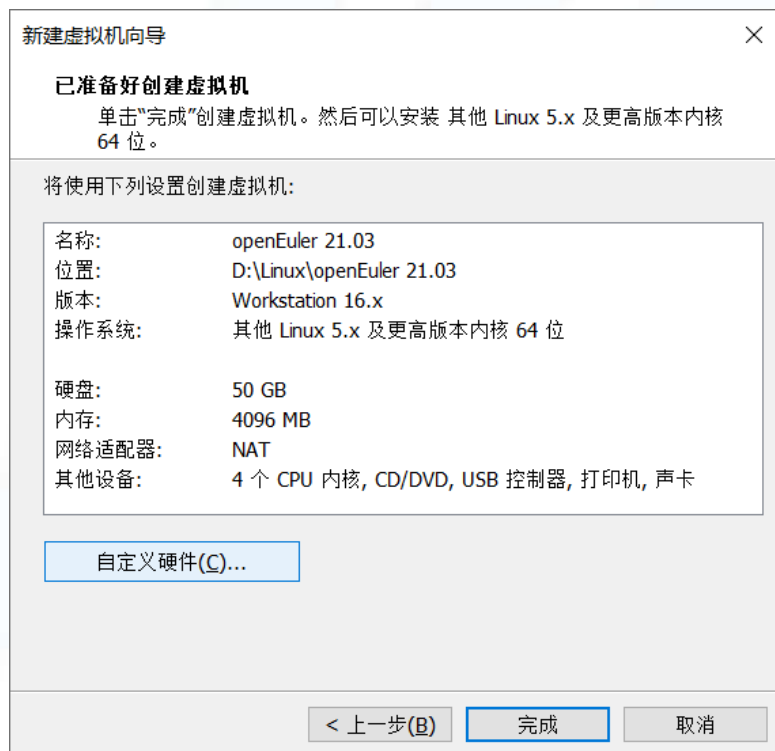 新建虚拟机向导
已准备好创建虚拟机
单击“完成”创建虚拟机。然后可以安装 其他 Linux 5.x 及更高版本内核
64 位。
将使用下列设置创建虚拟机:
名称: openEuler 21.03
位置: D:\Linux\openEuler 21.03
版本: Workstation 16.x
操作系统: 其他 Linux 5.x 及更高版本内核 64 位
硬盘: 50 GB
内存: 4096 MB
网络适配器: NAT
其他设备: 4 个 CPU 内核, CD/DVD, USB 控制器, 打印机, 声卡
自定义硬件(C)...
< 上一步(B) 完成 取消